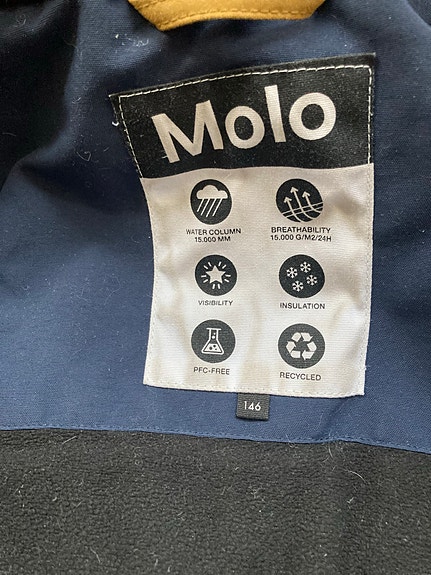 Molo
WATER COLUMN
15.000 MM
BREATHABILITY
15.000 G/M2/24H
VISIBILITY
INSULATION
PFC-FREE
RECYCLED
146